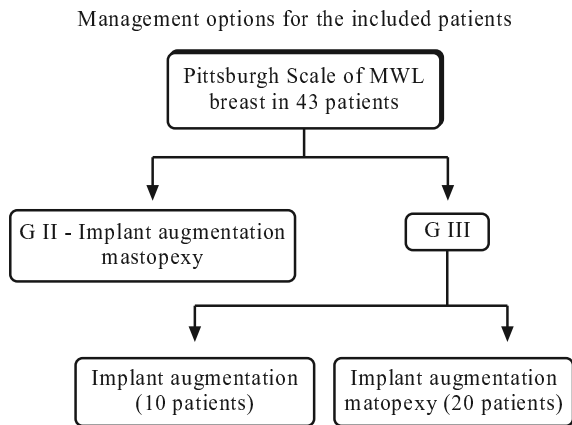 Management options for the included patients
Pittsburgh Scale of MWL
breast in 43 patients
G II - Implant augmentation
mastopexy
G III
Implant augmentation
(10 patients)
Implant augmentation
matopexy (20 patients)